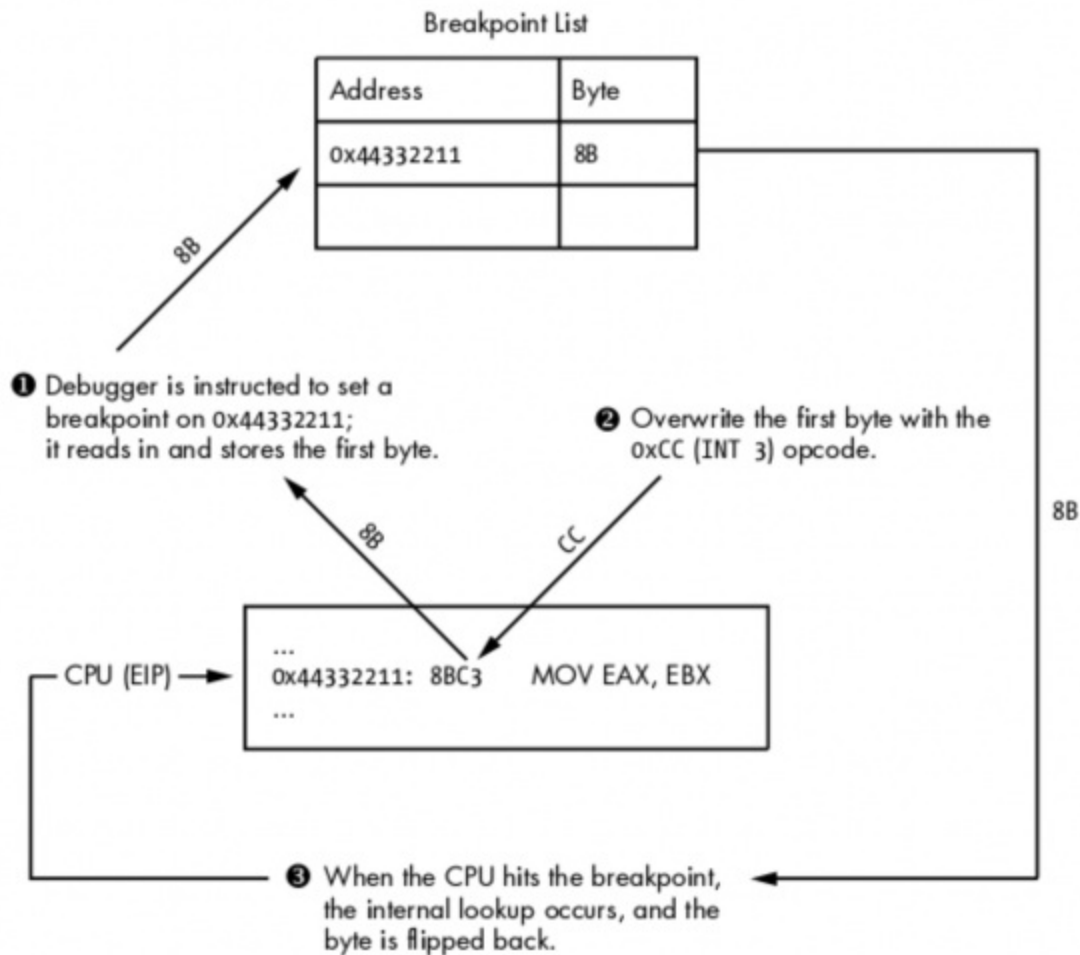 Breakpoint List
Address Byte
0x44332211 8B
8B
❶ Debugger is instructed to set a
breakpoint on 0x44332211;
it reads in and stores the first byte.
❷ Overwrite the first byte with the
0xCC (INT 3) opcode.
8B
8B
CC
...
CPU (EIP)
0x44332211: 8BC3 MOV EAX, EBX
...
❸ When the CPU hits the breakpoint,
the internal lookup occurs, and the
byte is flipped back.